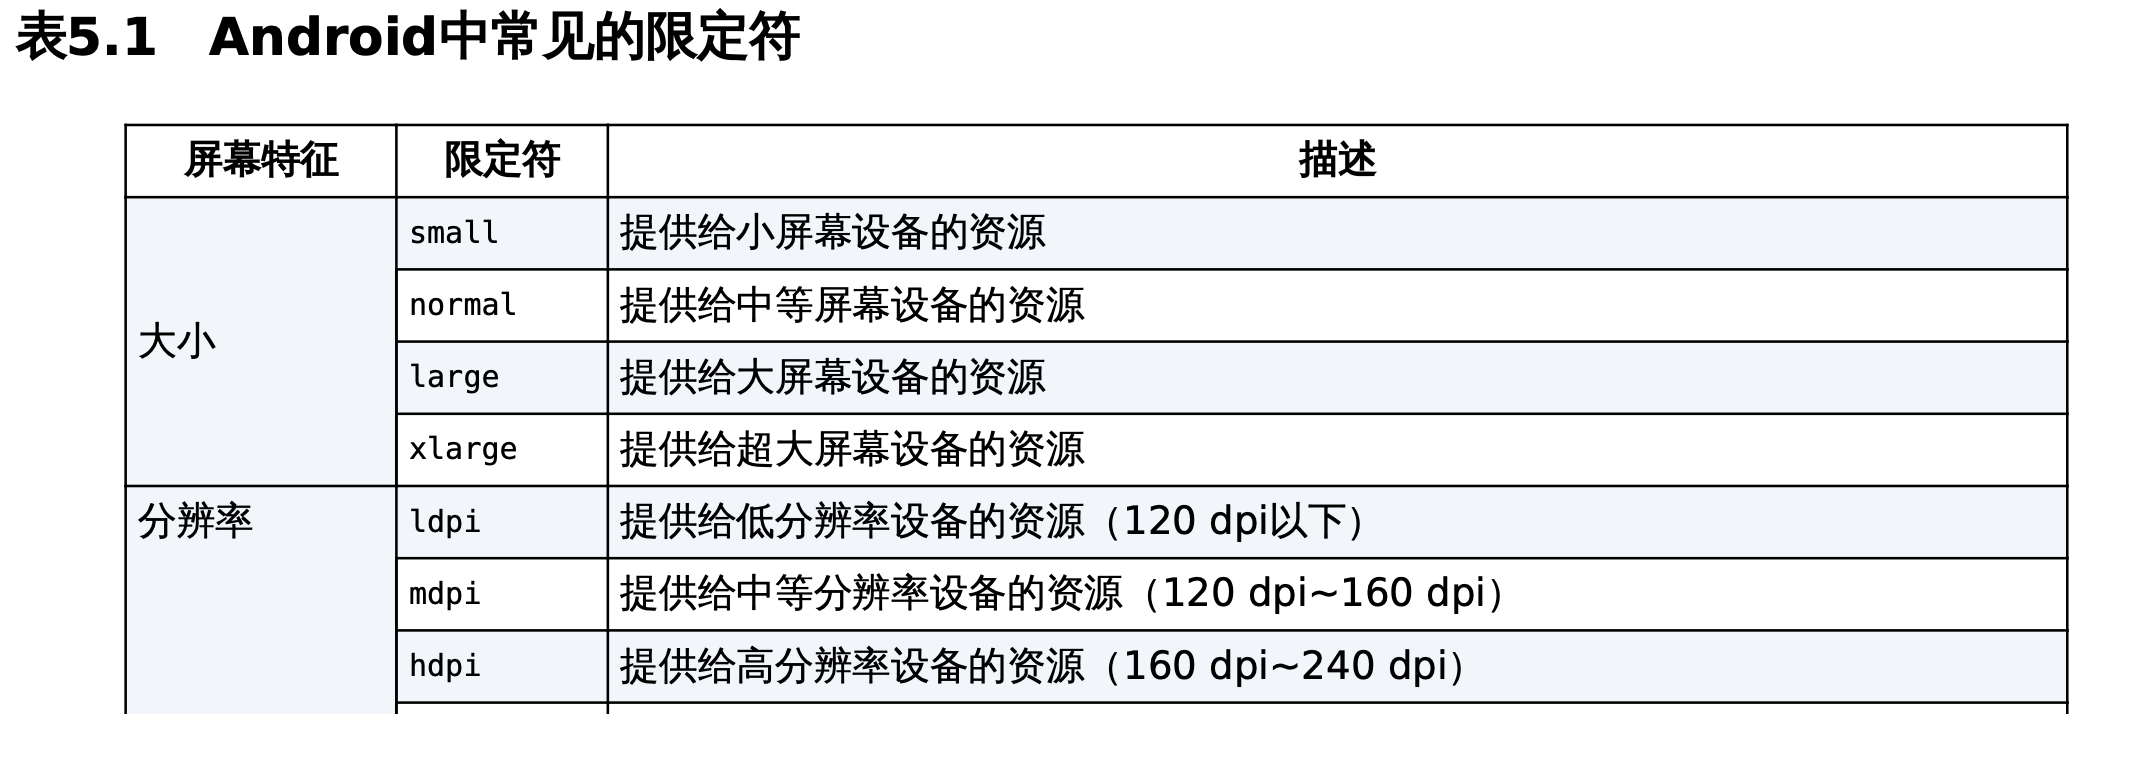 表5.1 Android中常见的限定符
屏幕特征 限定符 描述
大小 small 提供给小屏幕设备的资源
normal 提供给中等屏幕设备的资源
large 提供给大屏幕设备的资源
xlarge 提供给超大屏幕设备的资源
分辨率 ldpi 提供给低分辨率设备的资源（120 dpi以下）
mdpi 提供给中等分辨率设备的资源（120 dpi~160 dpi）
hdpi 提供给高分辨率设备的资源（160 dpi~240 dpi）